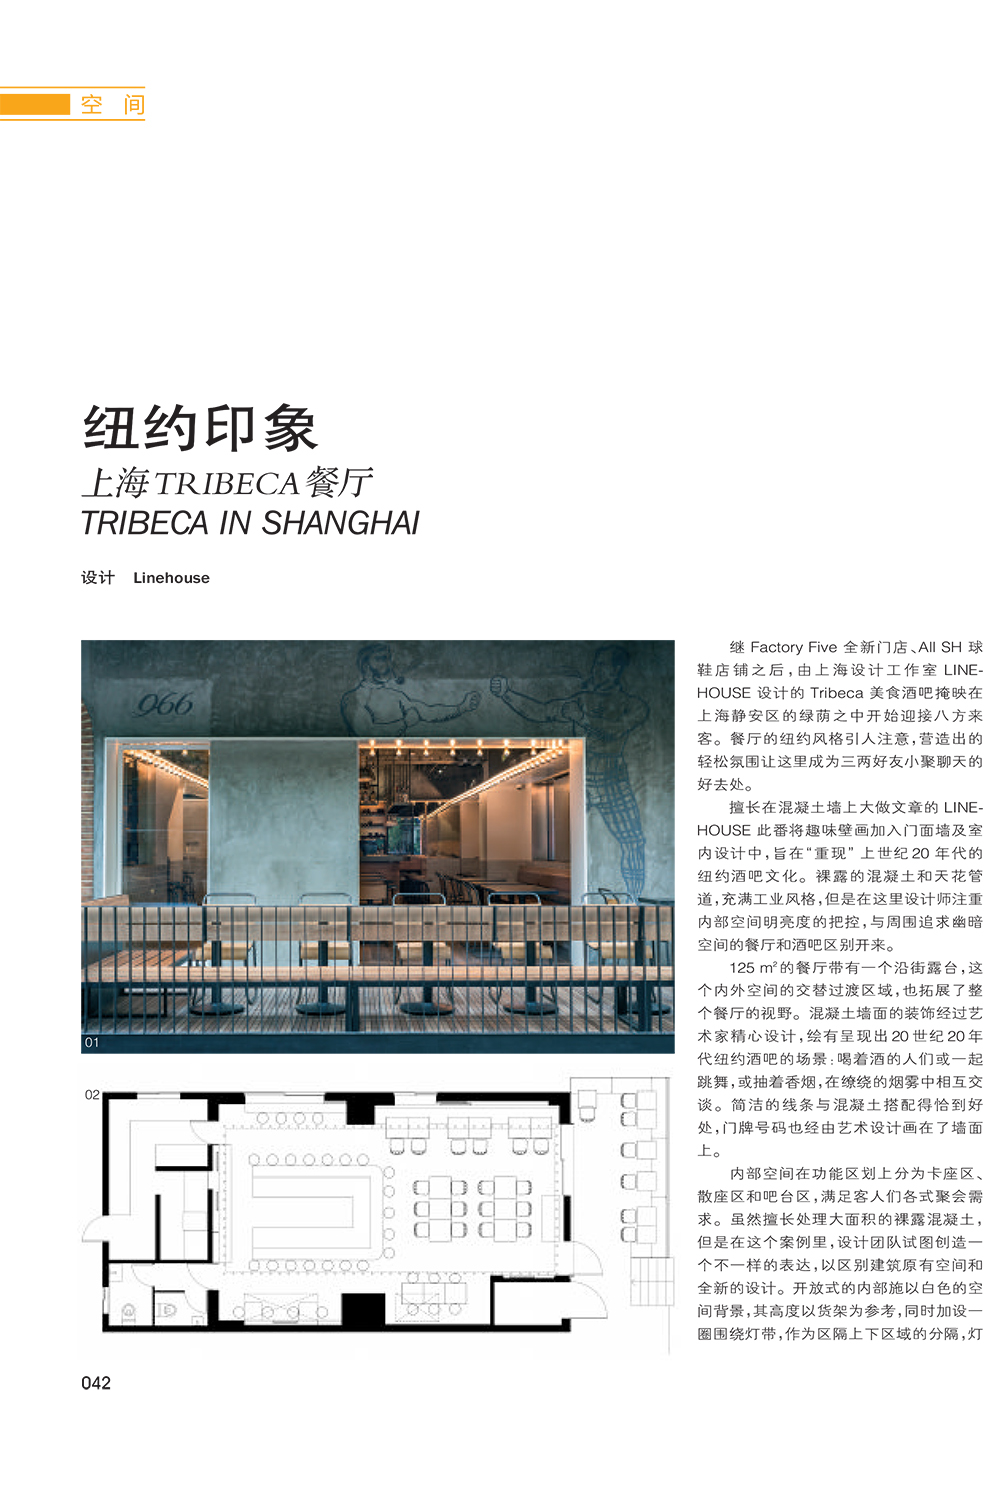 空 间
纽约印象
上海TRIBECA餐厅
TRIBECA IN SHANGHAI
设计 Linehouse
966
01
02
继 Factory Five 全新门店、All SH 球
鞋店铺之后，由上海设计工作室 LINE-
HOUSE 设计的 Tribeca 美食酒吧掩映在
上海静安区的绿荫之中开始迎接八方来
客。餐厅的纽约风格引人注意，营造出的
轻松氛围让这里成为三两好友小聚聊天的
好去处。
擅长在混凝土墙上大做文章的 LINE-
HOUSE 此番将趣味壁画加入门面墙及室
内设计中，旨在“重现” 上世纪 20 年代的
纽约酒吧文化。裸露的混凝土和天花管
道，充满工业风格，但是在这里设计师注重
内部空间明亮度的把控，与周围追求幽暗
空间的餐厅和酒吧区别开来。
125 m²的餐厅带有一个沿街露台，这
个内外空间的交替过渡区域，也拓展了整
个餐厅的视野。混凝土墙面的装饰经过艺
术家精心设计，绘有呈现出 20 世纪 20 年
代纽约酒吧的场景：喝着酒的人们或一起
跳舞，或抽着香烟，在缭绕的烟雾中相互交
谈。简洁的线条与混凝土搭配得恰到好
处，门牌号码也经由艺术设计画在了墙面
上。
内部空间在功能区划上分为卡座区、
散座区和吧台区，满足客人们各式聚会需
求。虽然擅长处理大面积的裸露混凝土，
但是在这个案例里，设计团队试图创造一
个不一样的表达，以区别建筑原有空间和
全新的设计。开放式的内部施以白色的空
间背景，其高度以货架为参考，同时加设一
圈围绕灯带，作为区隔上下区域的分隔，灯
042